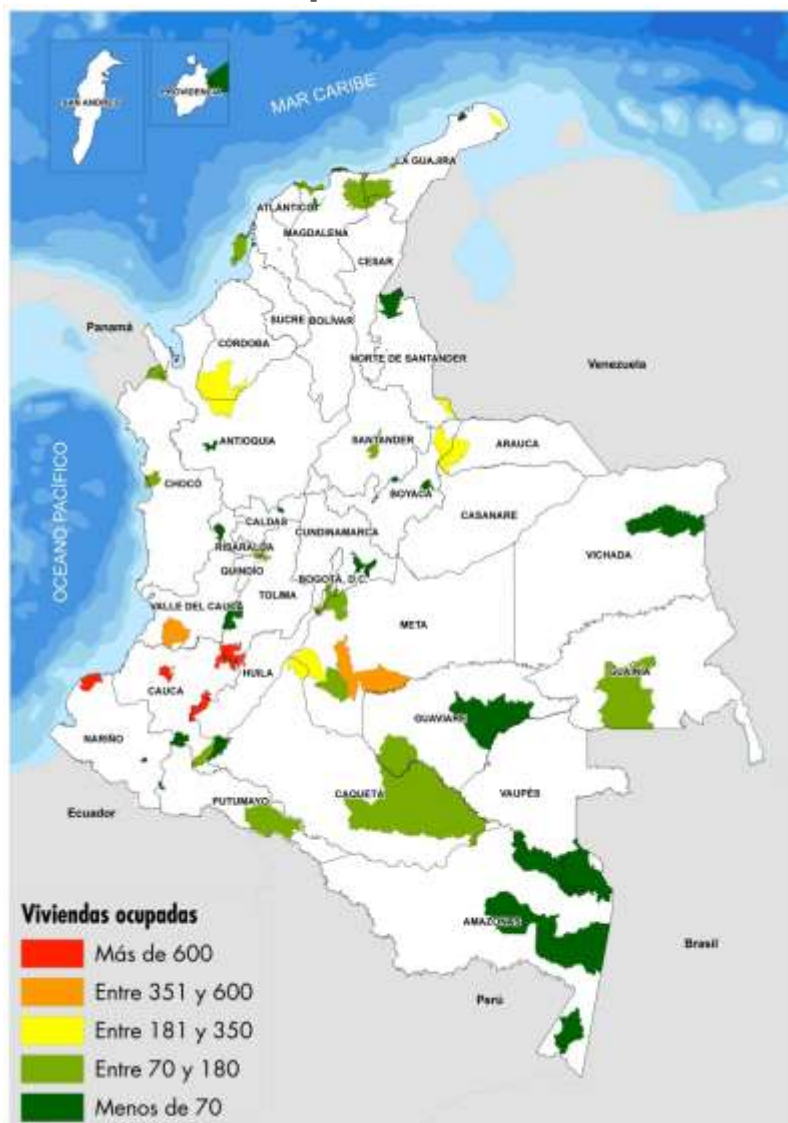 SAN ANDRÉS
PROVIDENCIA
MAR CARIBE
LA GUAJIRA
ATLÁNTICO
MAGDALENA
CESAR
SUCRE
BOLÍVAR
Panamá
CÓRDOBA
NORTE DE SANTANDER
Venezuela
ANTIOQUIA
SANTANDER
ARAUCA
OCEANO PACÍFICO
CHOCÓ
BOYACÁ
CALDAS
CUNDINAMARCA
CASANARE
RISARALDA
VICHADA
QUINDÍO
BOGOTÁ, D.C.
TOLIMA
VALLE DEL CAUCA
META
HUILA
GUAINÍA
CAUCA
GUAVIARE
NARIÑO
CAQUETÁ
VAUPÉS
PUTUMAYO
Ecuador
AMAZONAS
Brasil
Perú
Viviendas ocupadas
Más de 600
Entre 351 y 600
Entre 181 y 350
Entre 70 y 180
Menos de 70